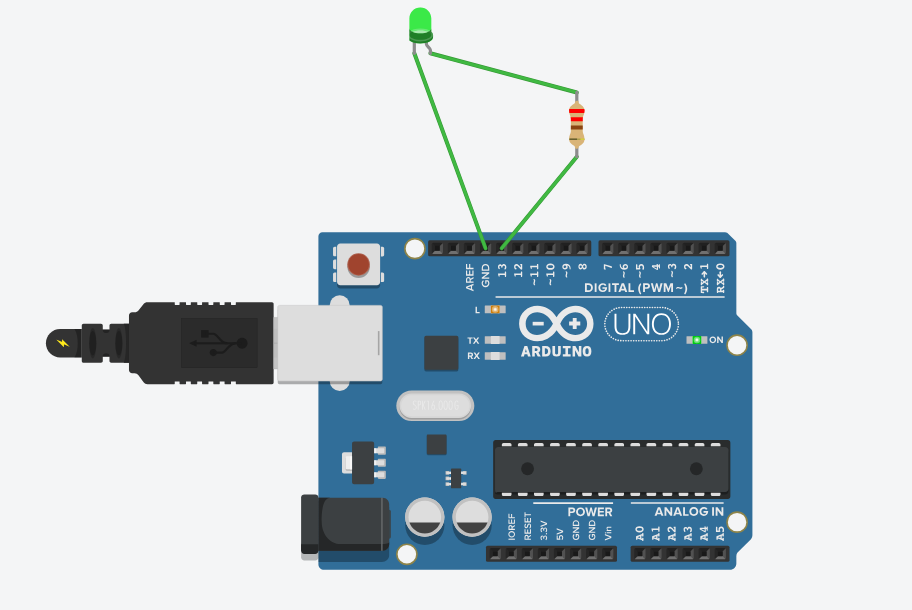 AREF
GND
13
12
~11
~10
~9
8
7
~6
~5
4
~3
2
TX→1
RX←0
DIGITAL (PWM~)
L
TX
RX
ARDUINO
UNO
ON
POWER
ANALOG IN
IOREF
RESET
3.3V
5V
GND
GND
Vin
A0
A1
A2
A3
A4
A5